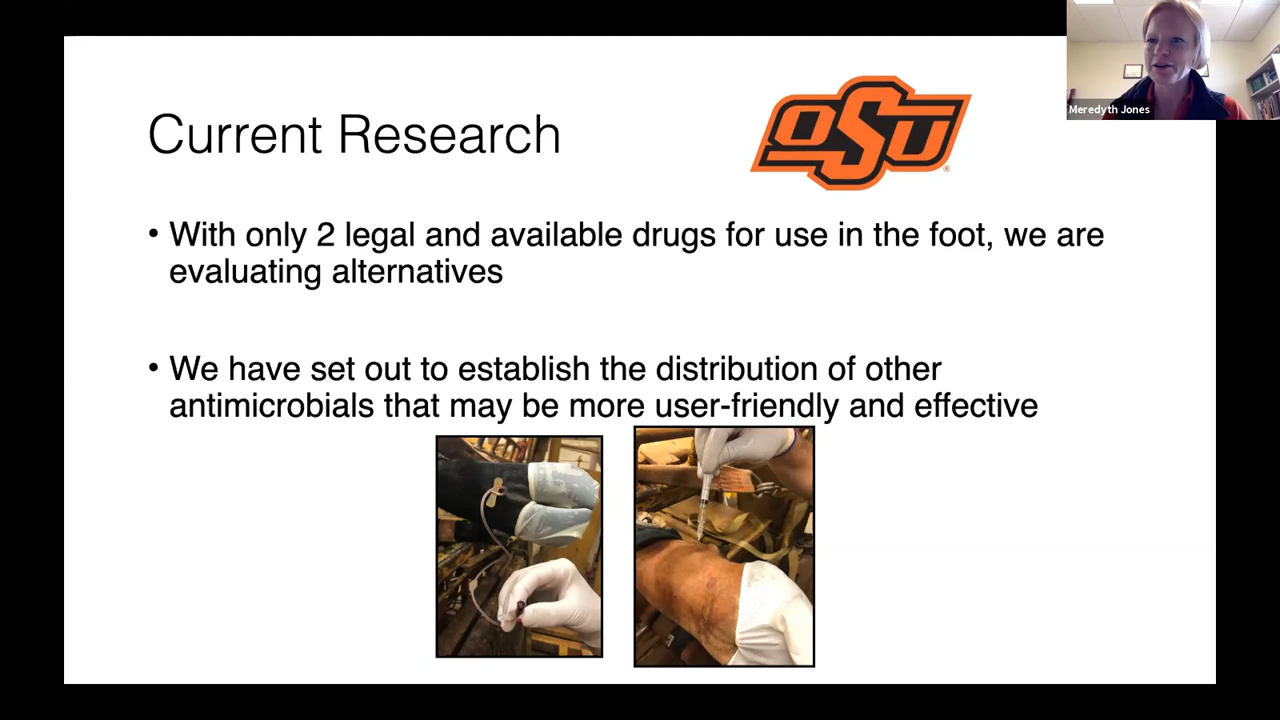 OSU
®
Meredyth Jones
Current Research
• With only 2 legal and available drugs for use in the foot, we are
evaluating alternatives
• We have set out to establish the distribution of other
antimicrobials that may be more user-friendly and effective